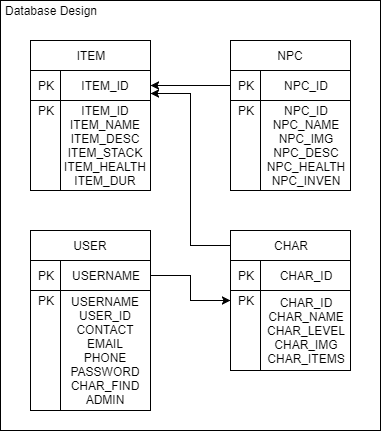 Database Design
ITEM
PK ITEM_ID
PK ITEM_ID
ITEM_NAME
ITEM_DESC
ITEM_STACK
ITEM_HEALTH
ITEM_DUR
NPC
PK NPC_ID
PK NPC_ID
NPC_NAME
NPC_IMG
NPC_DESC
NPC_HEALTH
NPC_INVEN
USER
PK USERNAME
PK USERNAME
USER_ID
CONTACT
EMAIL
PHONE
PASSWORD
CHAR_FIND
ADMIN
CHAR
PK CHAR_ID
PK CHAR_ID
CHAR_NAME
CHAR_LEVEL
CHAR_IMG
CHAR_ITEMS